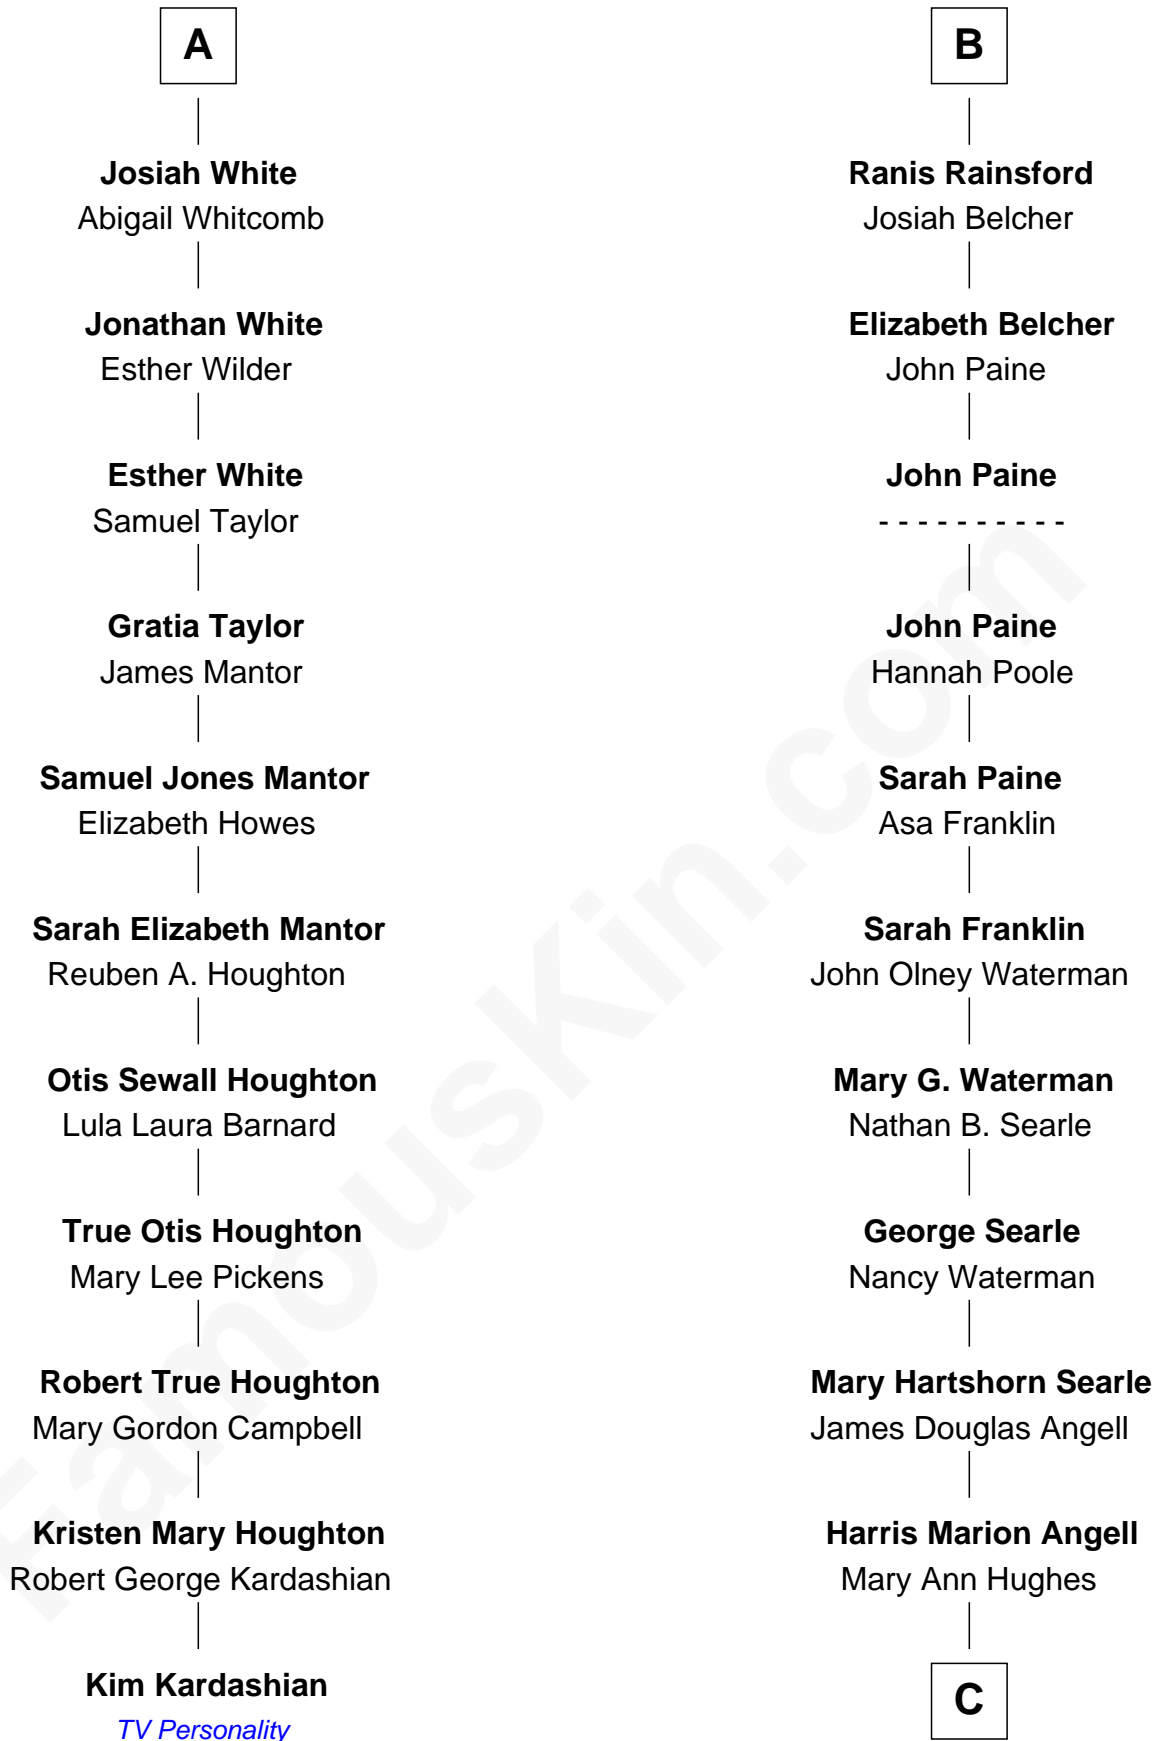 A
Josiah White
Abigail Whitcomb
Jonathan White
Esther Wilder
Esther White
Samuel Taylor
Gratia Taylor
James Mantor
Samuel Jones Mantor
Elizabeth Howes
Sarah Elizabeth Mantor
Reuben A. Houghton
Otis Sewall Houghton
Lula Laura Barnard
True Otis Houghton
Mary Lee Pickens
Robert True Houghton
Mary Gordon Campbell
Kristen Mary Houghton
Robert George Kardashian
Kim Kardashian
TV Personality
B
Ranis Rainsford
Josiah Belcher
Elizabeth Belcher
John Paine
John Paine
- - - - - - - - - -
John Paine
Hannah Poole
Sarah Paine
Asa Franklin
Sarah Franklin
John Olney Waterman
Mary G. Waterman
Nathan B. Searle
George Searle
Nancy Waterman
Mary Hartshorn Searle
James Douglas Angell
Harris Marion Angell
Mary Ann Hughes
C
FamousKin.com